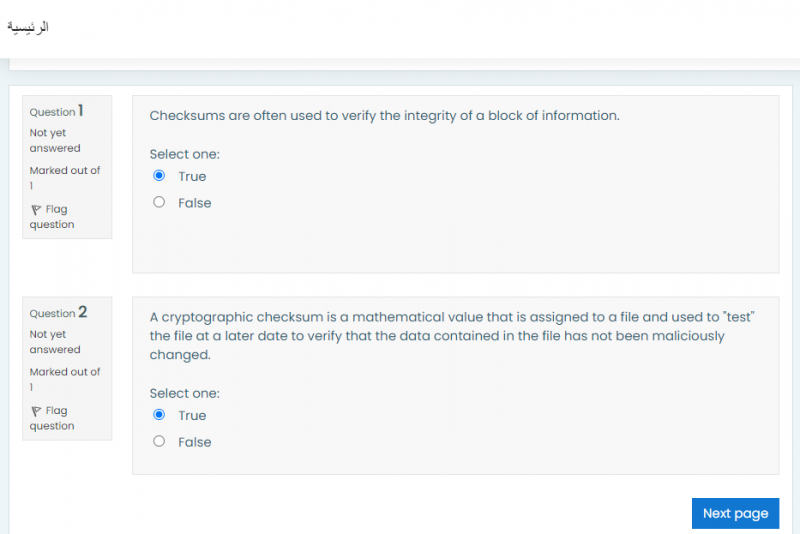 الرئيسية
Question 1
Not yet
answered
Marked out of
1
Flag
question
Checksums are often used to verify the integrity of a block of information.
Select one:
True
False
Question 2
Not yet
answered
Marked out of
1
Flag
question
A cryptographic checksum is a mathematical value that is assigned to a file and used to "test"
the file at a later date to verify that the data contained in the file has not been maliciously
changed.
Select one:
True
False
Next page